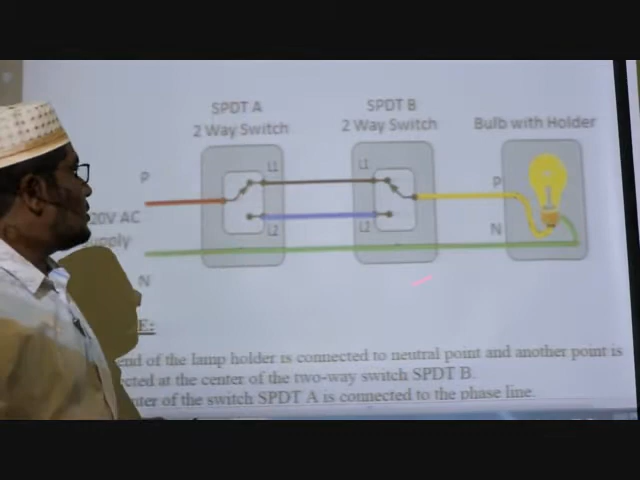 SPDT A
2 Way Switch
SPDT B
2 Way Switch
Bulb with Holder
P
L1
L1
P
20V AC
L2
L2
N
N
E:
end of the lamp holder is connected to neutral point and another point is
cted at the center of the two-way switch SPDT B.
nter of the switch SPDT A is connected to the phase line.